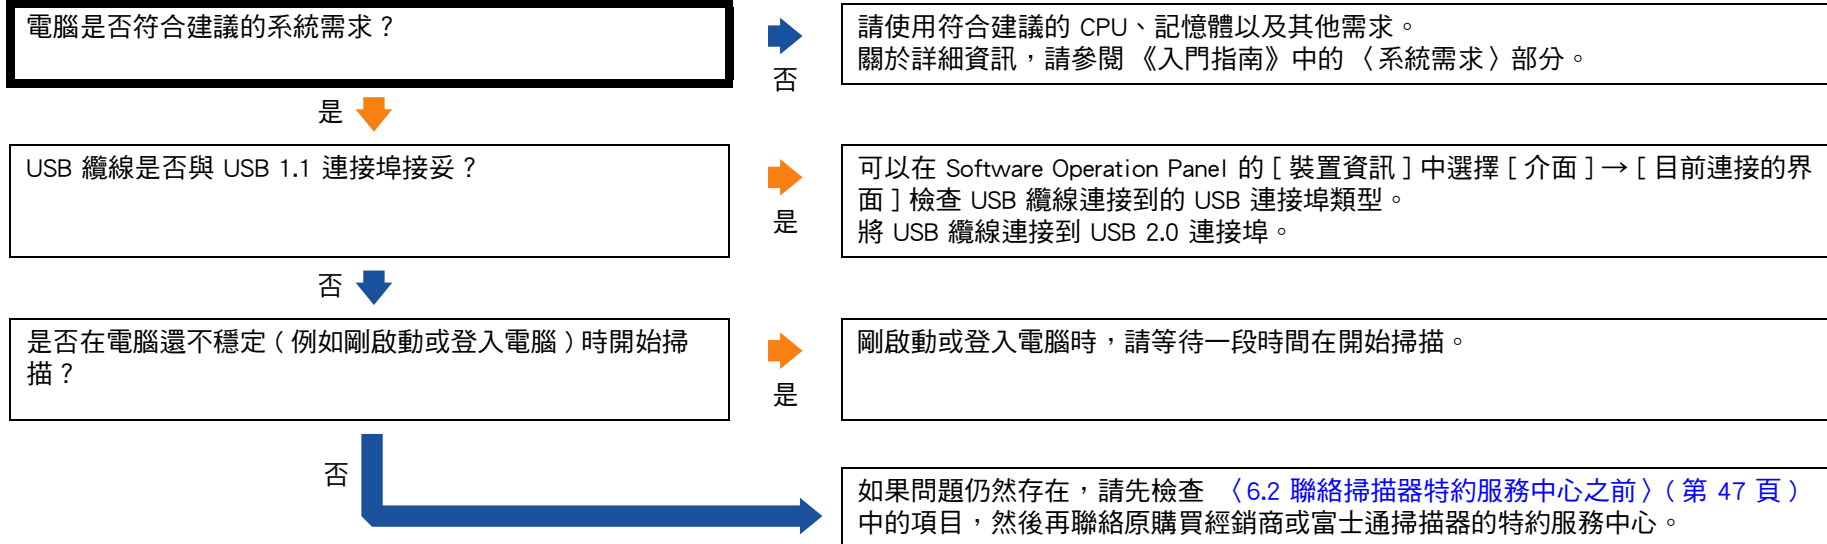 電腦是否符合建議的系統需求？
否
請使用符合建議的 CPU、記憶體以及其他需求。
關於詳細資訊，請參閱 《入門指南》中的 〈系統需求〉部分。
是
USB 纜線是否與 USB 1.1 連接埠接妥？
是
可以在 Software Operation Panel 的 [ 裝置資訊 ] 中選擇 [ 介面 ] → [ 目前連接的界
面 ] 檢查 USB 纜線連接到的 USB 連接埠類型。
將 USB 纜線連接到 USB 2.0 連接埠。
否
是否在電腦還不穩定 ( 例如剛啟動或登入電腦 ) 時開始掃
描？
是
剛啟動或登入電腦時，請等待一段時間在開始掃描。
否
如果問題仍然存在，請先檢查 〈6.2 聯絡掃描器特約服務中心之前〉( 第 47 頁 )
中的項目，然後再聯絡原購買經銷商或富士通掃描器的特約服務中心。